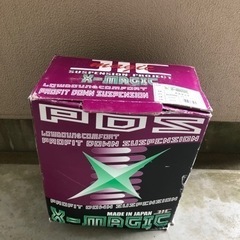 SUSPENSION PROJECT
X-MAGIC
LOWDOWN&COMFORT
PROFIT DOWN SUSPENSION
PDS
LOWDOWN&COMFORT
PROFIT DOWN SUSPENSION
PROFIT DOWN SUSPENSION
MADE IN JAPAN
X-MAGIC